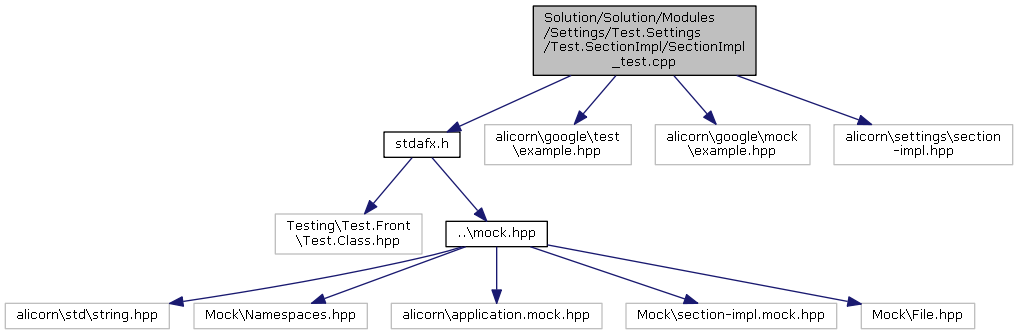 Solution/Solution/Modules
/Settings/Test.Settings
/Test.SectionImpl/SectionImpl
_test.cpp
stdafx.h
alicorn\google\test
\example.hpp
alicorn\google\mock
\example.hpp
alicorn\settings\section
-impl.hpp
Testing\Test.Front
\Test.Class.hpp
..\mock.hpp
alicorn\std\string.hpp
Mock\Namespaces.hpp
alicorn\application.mock.hpp
Mock\section-impl.mock.hpp
Mock\File.hpp